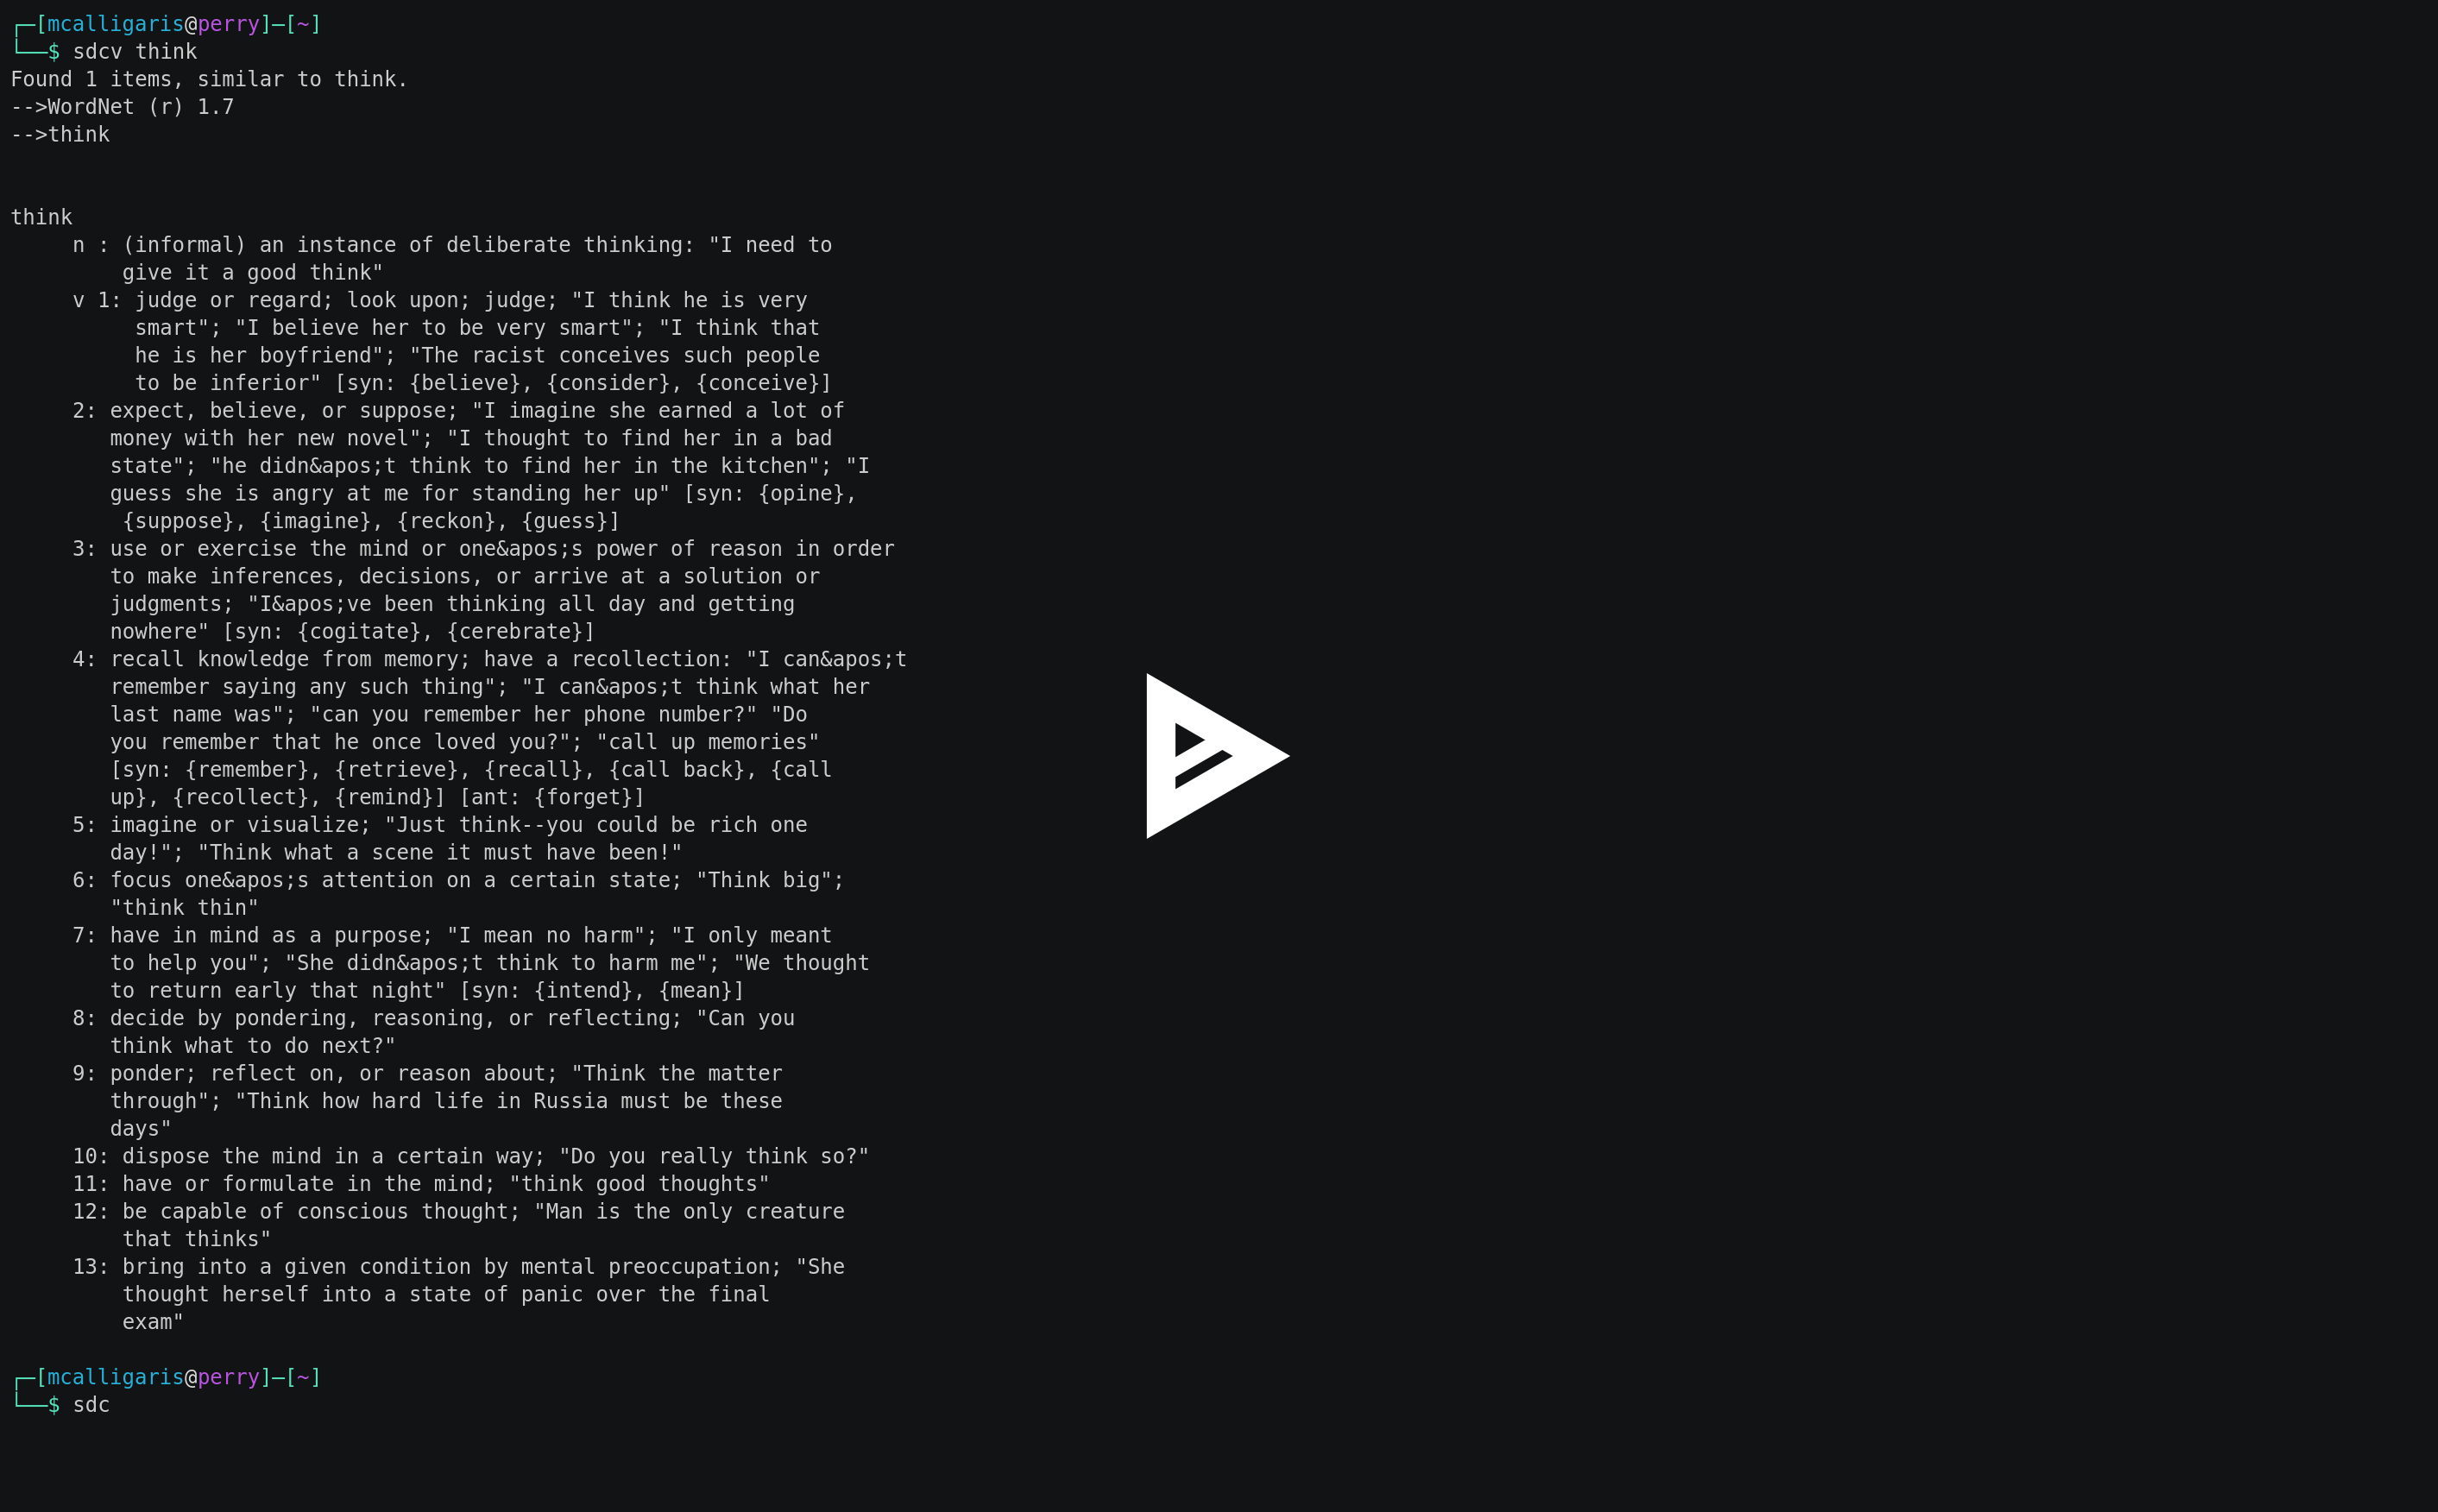 ┌─[mcalligaris@perry]─[~]
└──$ sdcv think
Found 1 items, similar to think.
-->WordNet (r) 1.7
-->think
think
n : (informal) an instance of deliberate thinking: "I need to
give it a good think"
v 1: judge or regard; look upon; judge; "I think he is very
smart"; "I believe her to be very smart"; "I think that
he is her boyfriend"; "The racist conceives such people
to be inferior" [syn: {believe}, {consider}, {conceive}]
2: expect, believe, or suppose; "I imagine she earned a lot of
money with her new novel"; "I thought to find her in a bad
state"; "he didn&apos;t think to find her in the kitchen"; "I
guess she is angry at me for standing her up" [syn: {opine},
{suppose}, {imagine}, {reckon}, {guess}]
3: use or exercise the mind or one&apos;s power of reason in order
to make inferences, decisions, or arrive at a solution or
judgments; "I&apos;ve been thinking all day and getting
nowhere" [syn: {cogitate}, {cerebrate}]
4: recall knowledge from memory; have a recollection: "I can&apos;t
remember saying any such thing"; "I can&apos;t think what her
last name was"; "can you remember her phone number?" "Do
you remember that he once loved you?"; "call up memories"
[syn: {remember}, {retrieve}, {recall}, {call back}, {call
up}, {recollect}, {remind}] [ant: {forget}]
5: imagine or visualize; "Just think--you could be rich one
day!"; "Think what a scene it must have been!"
6: focus one&apos;s attention on a certain state; "Think big";
"think thin"
7: have in mind as a purpose; "I mean no harm"; "I only meant
to help you"; "She didn&apos;t think to harm me"; "We thought
to return early that night" [syn: {intend}, {mean}]
8: decide by pondering, reasoning, or reflecting; "Can you
think what to do next?"
9: ponder; reflect on, or reason about; "Think the matter
through"; "Think how hard life in Russia must be these
days"
10: dispose the mind in a certain way; "Do you really think so?"
11: have or formulate in the mind; "think good thoughts"
12: be capable of conscious thought; "Man is the only creature
that thinks"
13: bring into a given condition by mental preoccupation; "She
thought herself into a state of panic over the final
exam"
┌─[mcalligaris@perry]─[~]
└──$ sdc